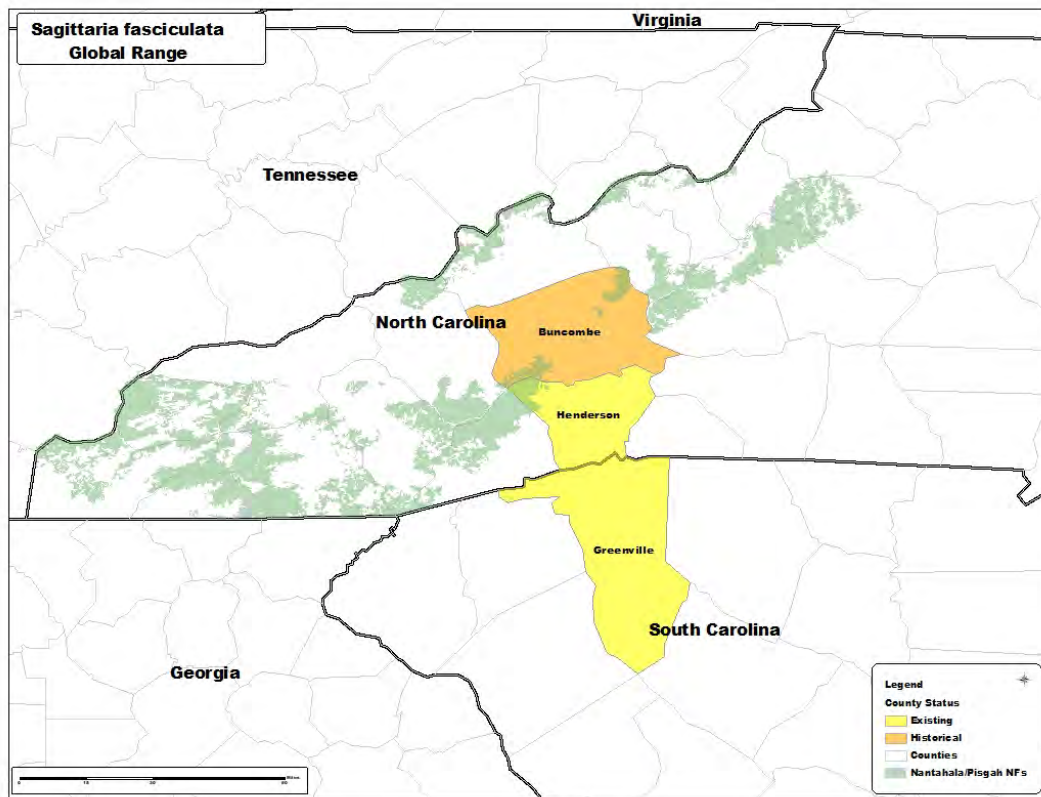 Sagittaria fasciculata
Global Range
Virginia
Tennessee
North Carolina
Buncombe
Henderson
Greenville
South Carolina
Georgia
Legend
County Status
Existing
Historical
Counties
Nantahala/Pisgah NFs
Miles